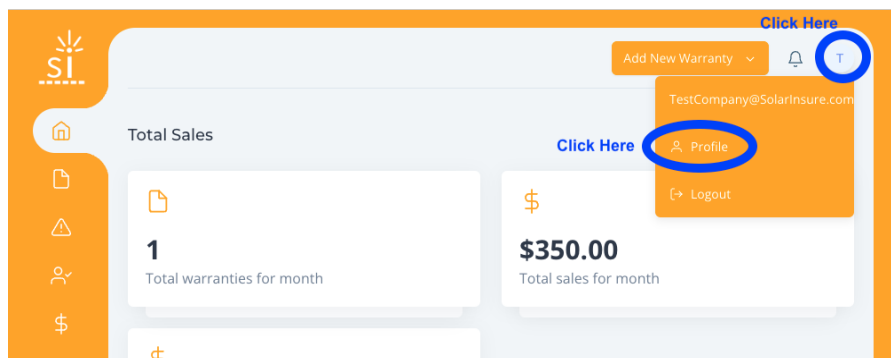 Click Here
Si
Add New Warranty
T
TestCompany@SolarInsure.com
Total Sales
Click Here
Profile
Logout
$
1
$350.00
Total warranties for month
Total sales for month
$
$